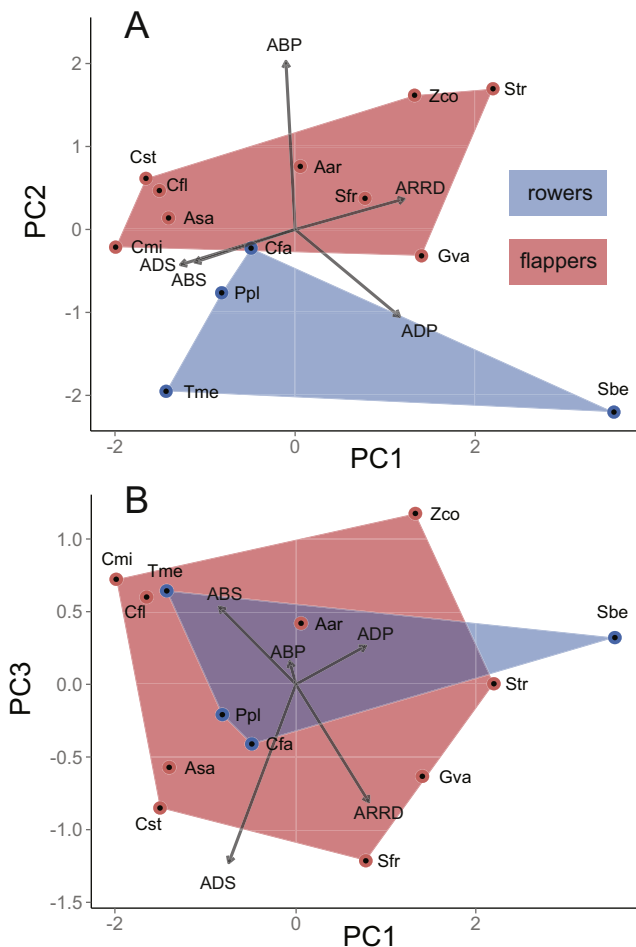 A
ABP
2
Zco
Str
Cst
1
Cfl
Aar
rowers
Sfr
ARRD
PC2
Asa
0
Cmi
Cfa
Gva
flappers
ADS
ABS
Ppl
-1
ADP
Tme
Sbe
-2
-2
0
2
PC1
B
Zco
1.0
Cmi
Tme
Cfl
ABS
0.5
Aar
Sbe
ABP
ADP
PC3
0.0
Str
Ppl
Cfa
-0.5
Asa
Gva
Cst
ARRD
-1.0
Sfr
ADS
-1.5
-2
0
2
PC1